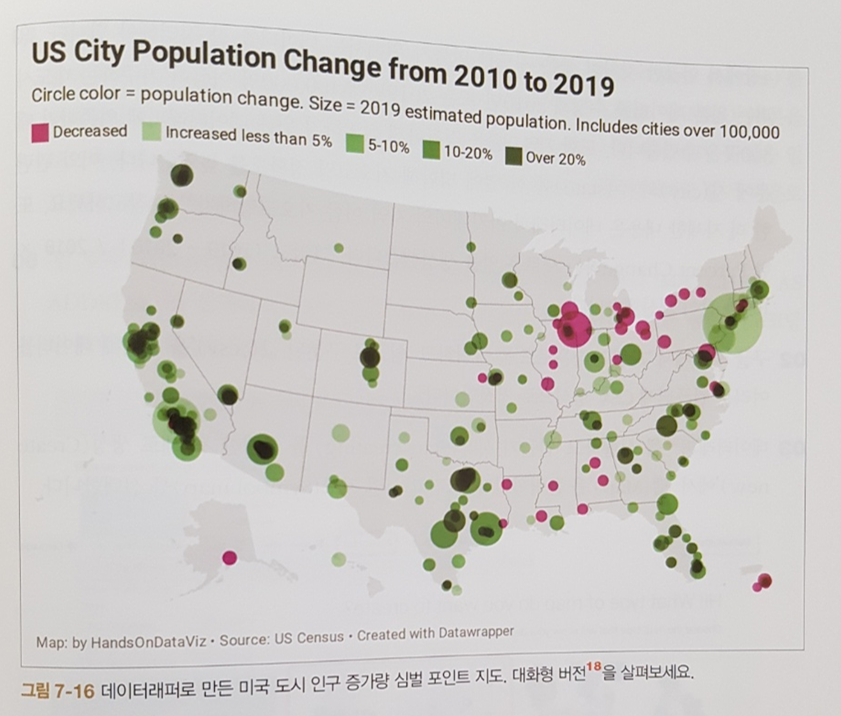 US City Population Change from 2010 to 2019
Circle color = population change. Size = 2019 estimated population. Includes cities over 100,000
Decreased Increased less than 5% 5-10% 10-20% Over 20%
Map: by HandsOnDataViz • Source: US Census • Created with Datawrapper
그림 7-16 데이터래퍼로 만든 미국 도시 인구 증가량 심벌 포인트 지도. 대화형 버전18을 살펴보세요.